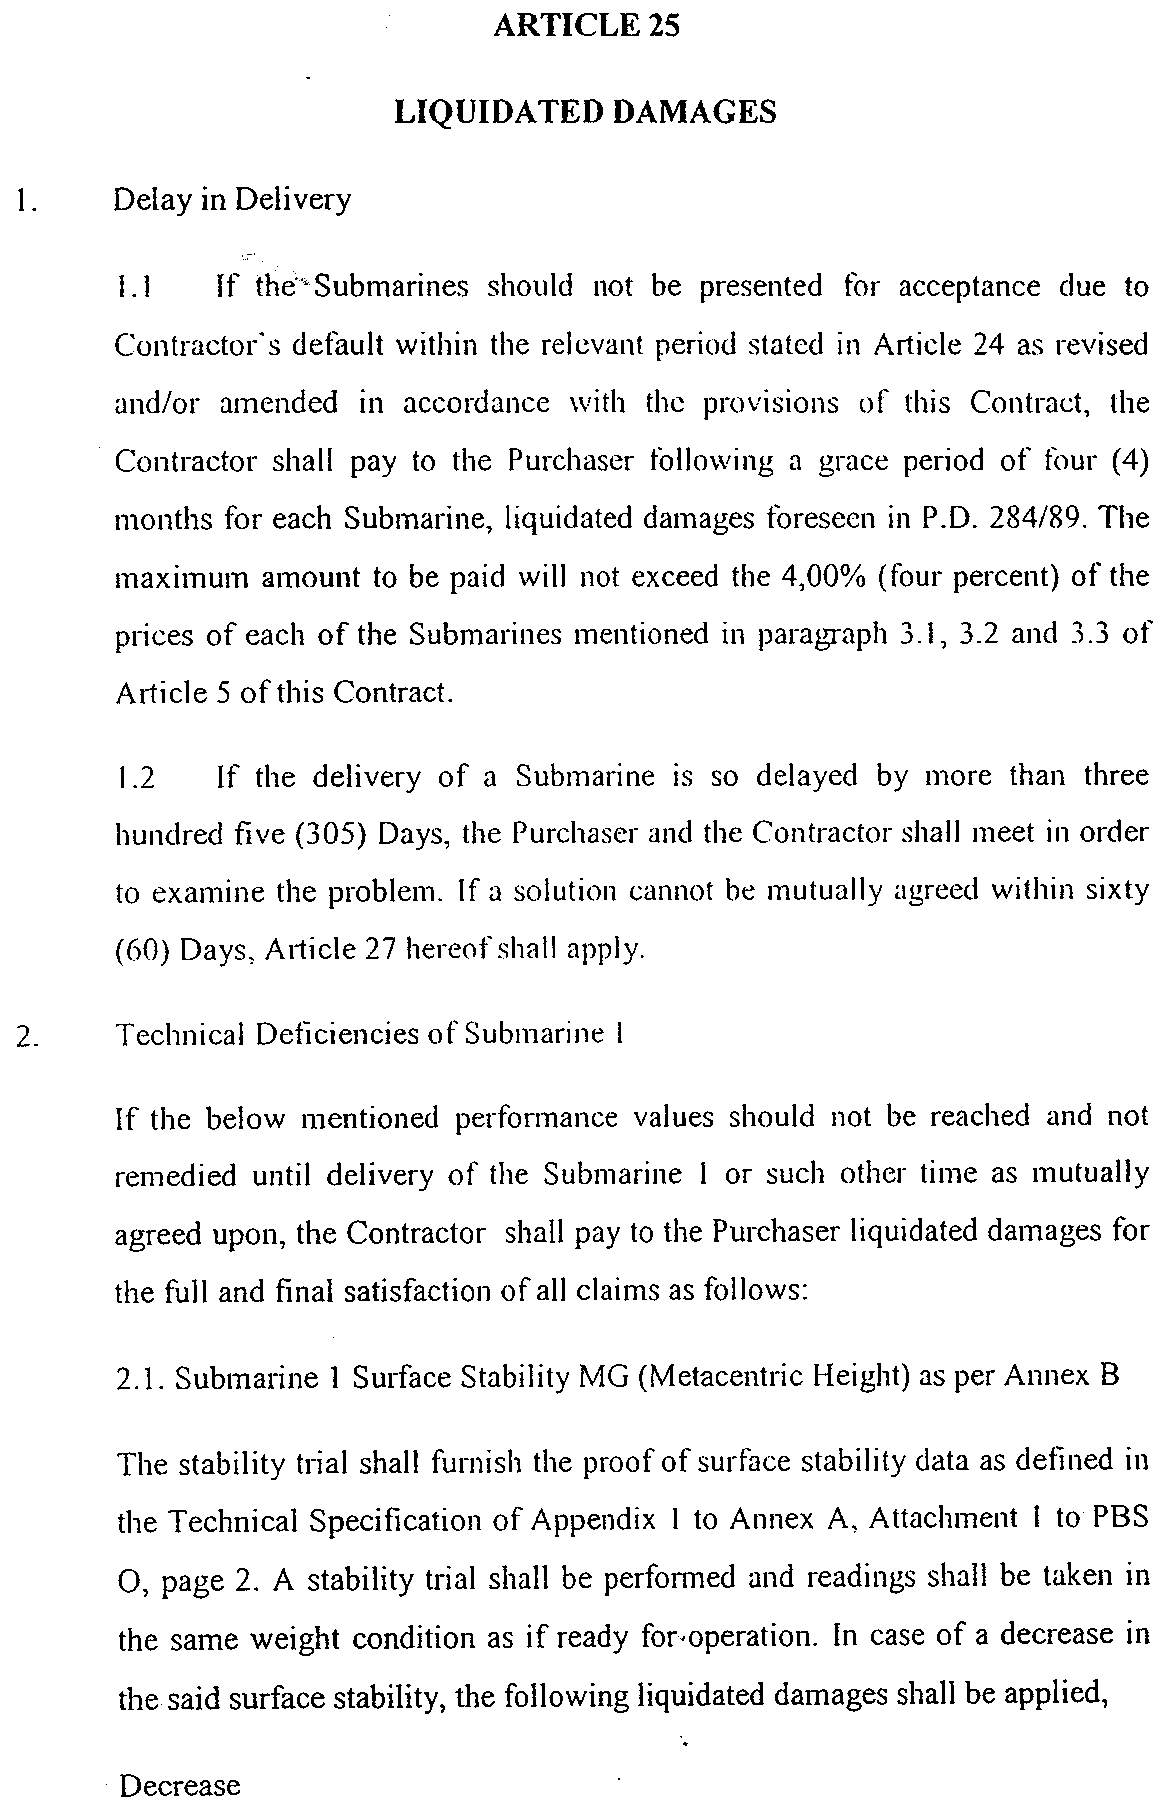 ARTICLE 25
LIQUIDATED DAMAGES
1. Delay in Delivery
1.1 If the Submarines should not be presented for acceptance due to
Contractor's default within the relevant period stated in Article 24 as revised
and/or amended in accordance with the provisions of this Contract, the
Contractor shall pay to the Purchaser following a grace period of four (4)
months for each Submarine, liquidated damages foreseen in P.D. 284/89. The
maximum amount to be paid will not exceed the 4,00% (four percent) of the
prices of each of the Submarines mentioned in paragraph 3.1, 3.2 and 3.3 of
Article 5 of this Contract.
1.2 If the delivery of a Submarine is so delayed by more than three
hundred five (305) Days, the Purchaser and the Contractor shall meet in order
to examine the problem. If a solution cannot be mutually agreed within sixty
(60) Days, Article 27 hereof shall apply.
2. Technical Deficiencies of Submarine 1
If the below mentioned performance values should not be reached and not
remedied until delivery of the Submarine 1 or such other time as mutually
agreed upon, the Contractor shall pay to the Purchaser liquidated damages for
the full and final satisfaction of all claims as follows:
2.1. Submarine 1 Surface Stability MG (Metacentric Height) as per Annex B
The stability trial shall furnish the proof of surface stability data as defined in
the Technical Specification of Appendix 1 to Annex A, Attachment 1 to PBS
O, page 2. A stability trial shall be performed and readings shall be taken in
the same weight condition as if ready for operation. In case of a decrease in
the said surface stability, the following liquidated damages shall be applied,
Decrease